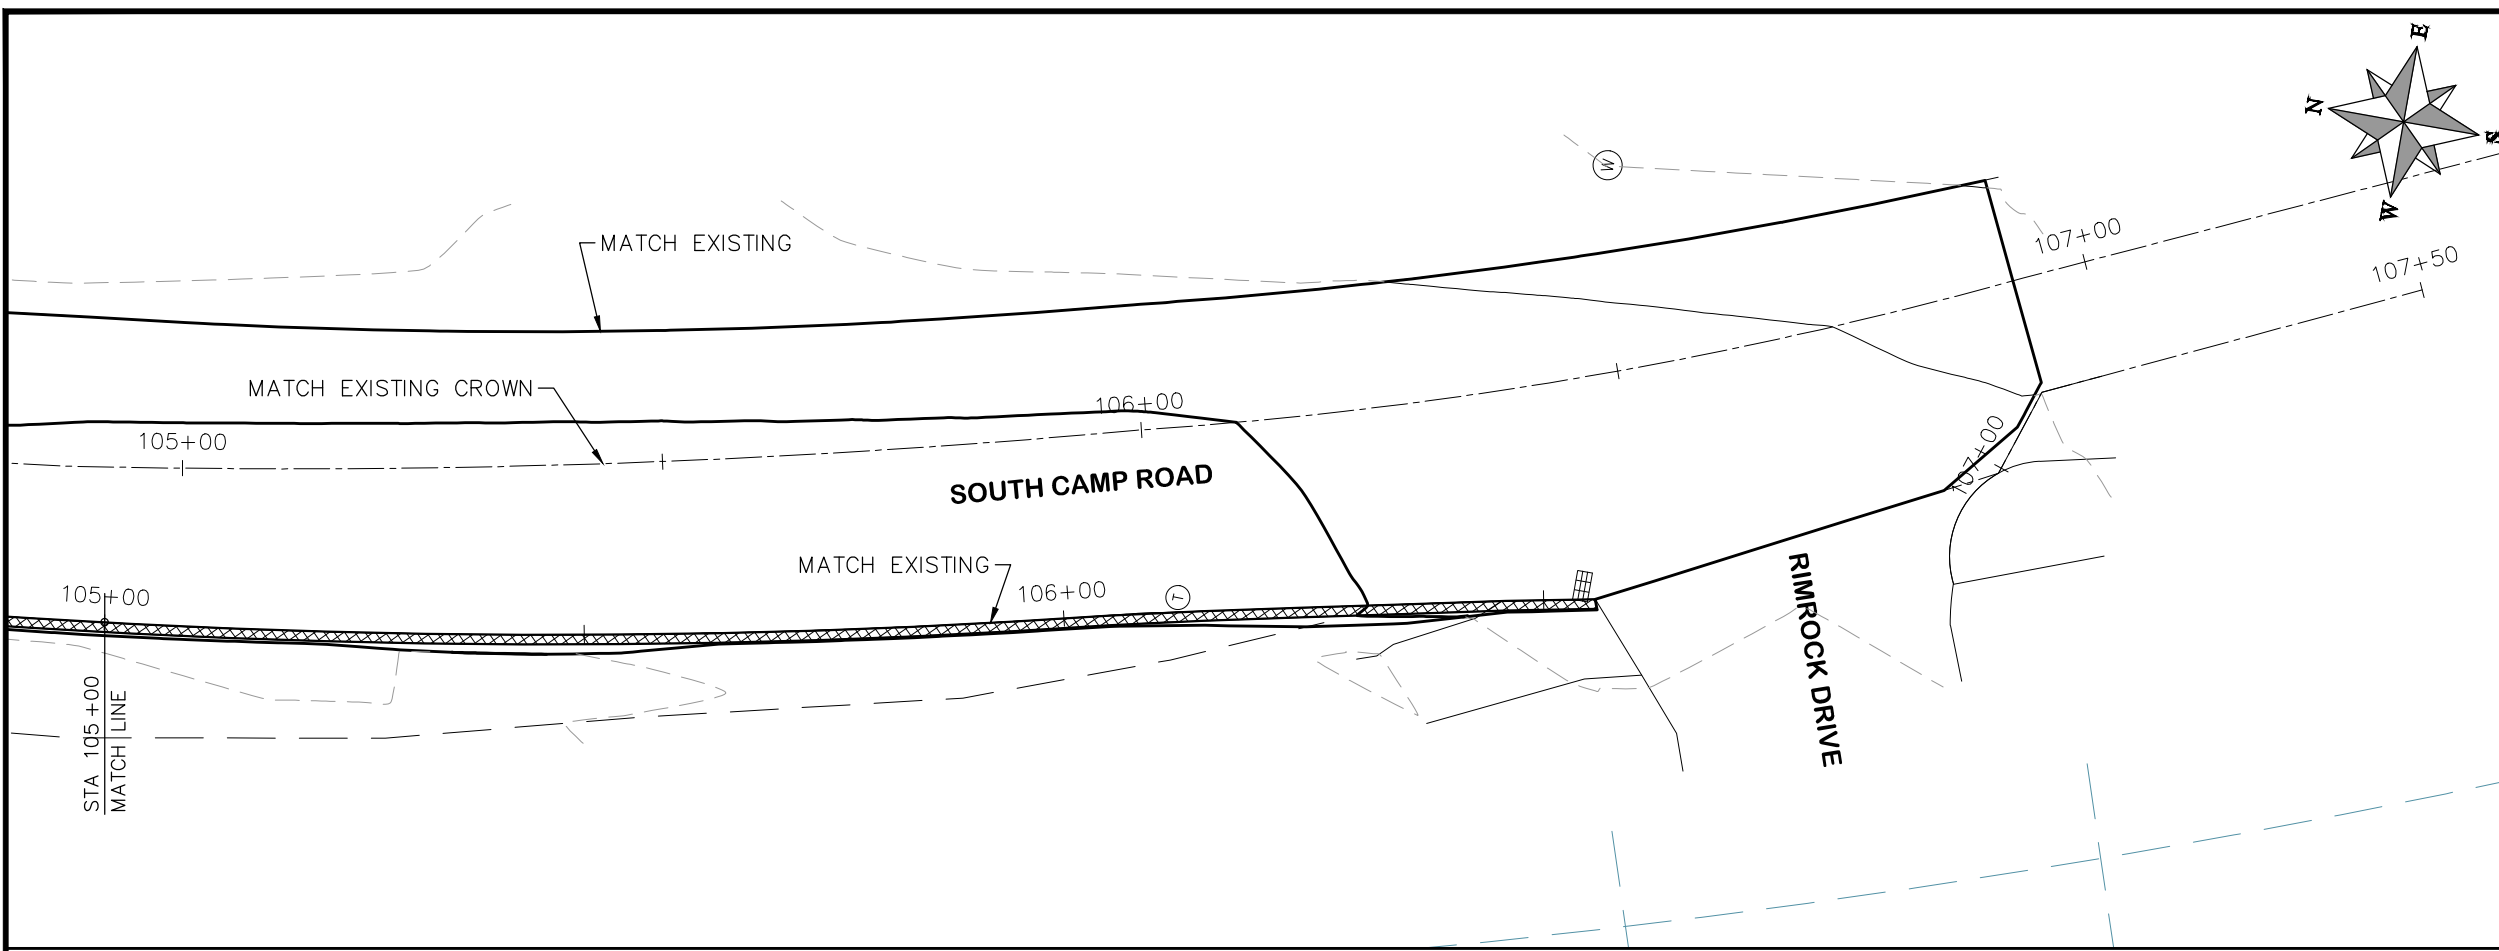 E
N
S
W
W
107+00
107+50
MATCH EXISTING
MATCH EXISTING CROWN
106+00
105+00
107+00
SOUTH CAMP ROAD
MATCH EXISTING
106+00
T
105+00
RIMROCK DRIVE
STA 105+00
MATCH LINE